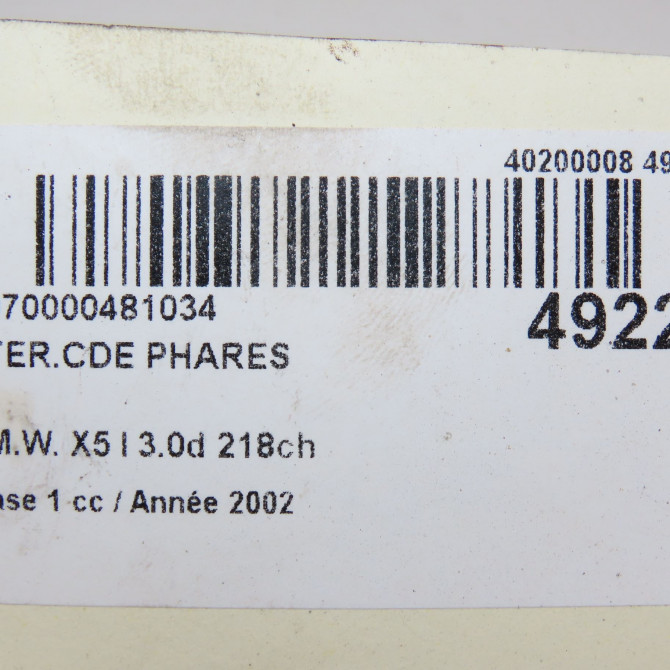 40200008 49
70000481034
4922
TER.CDE PHARES
M.W. X5 I 3.0d 218ch
ase 1 cc / Année 2002